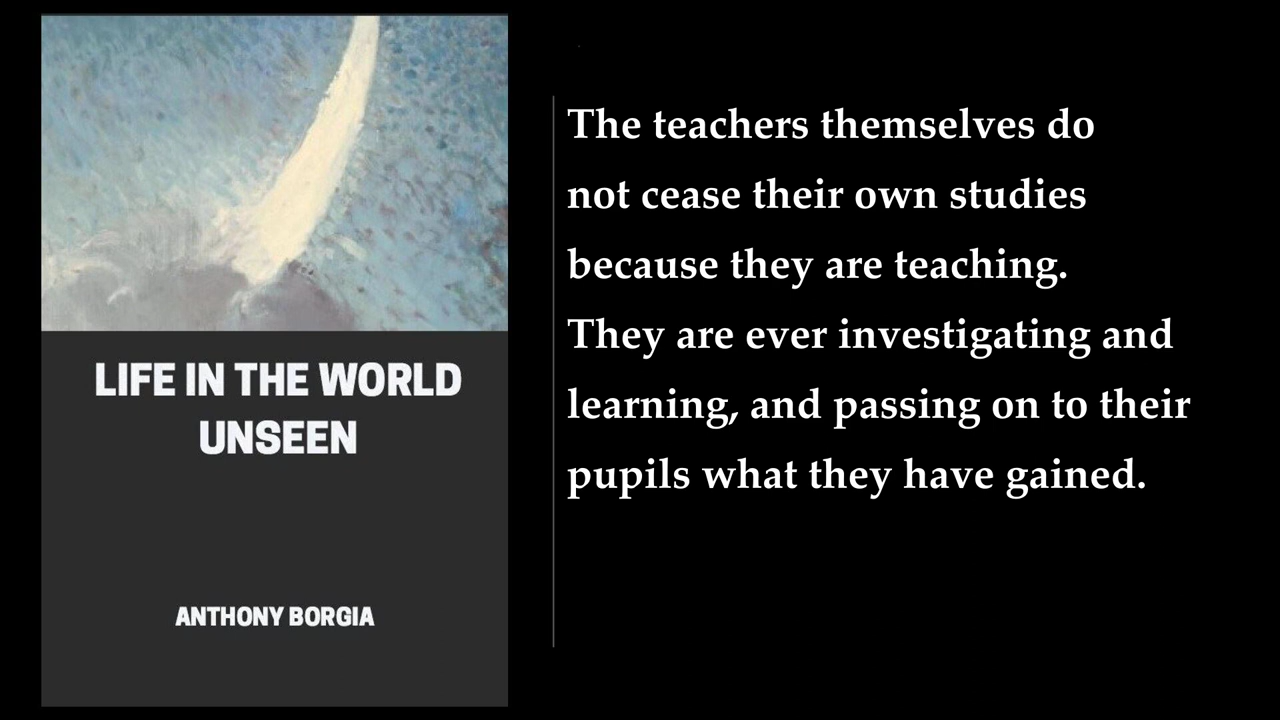 LIFE IN THE WORLD
UNSEEN
ANTHONY BORGIA
The teachers themselves do
not cease their own studies
because they are teaching.
They are ever investigating and
learning, and passing on to their
pupils what they have gained.